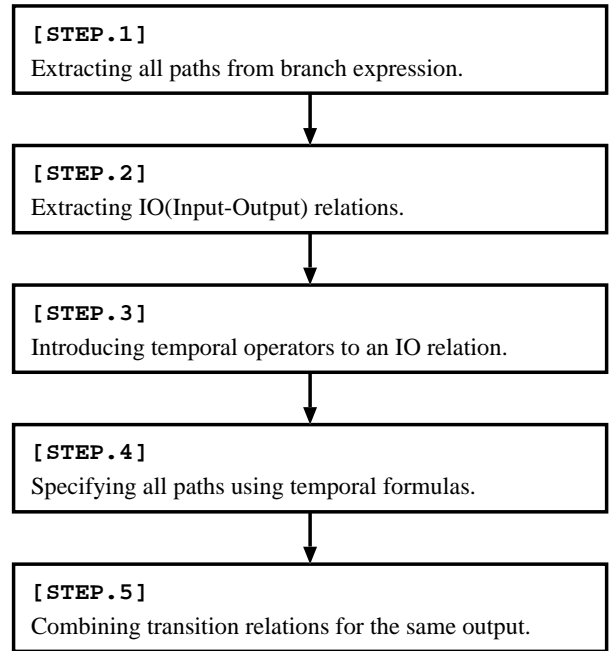 [STEP.1]
Extracting all paths from branch expression.
[STEP.2]
Extracting IO(Input-Output) relations.
[STEP.3]
Introducing temporal operators to an IO relation.
[STEP.4]
Specifying all paths using temporal formulas.
[STEP.5]
Combining transition relations for the same output.